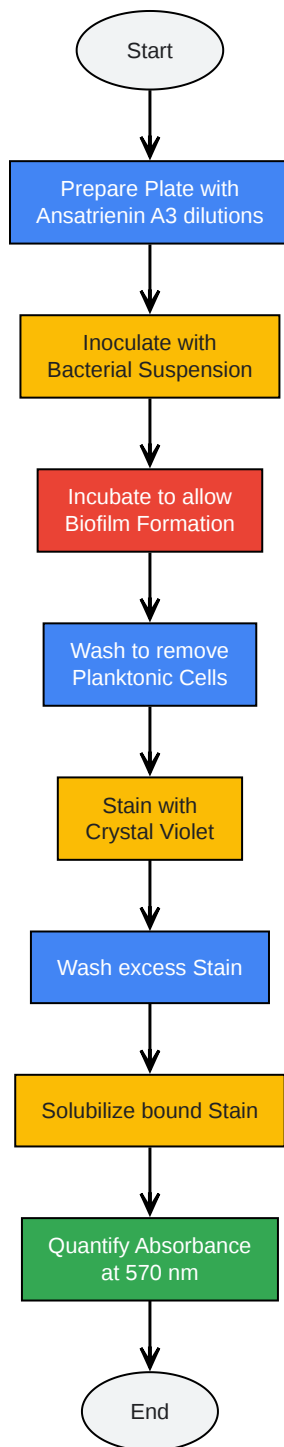 Start
Prepare Plate with
Ansatrienin A3 dilutions
Inoculate with
Bacterial Suspension
Incubate to allow
Biofilm Formation
Wash to remove
Planktonic Cells
Stain with
Crystal Violet
Wash excess Stain
Solubilize bound Stain
Quantify Absorbance
at 570 nm
End